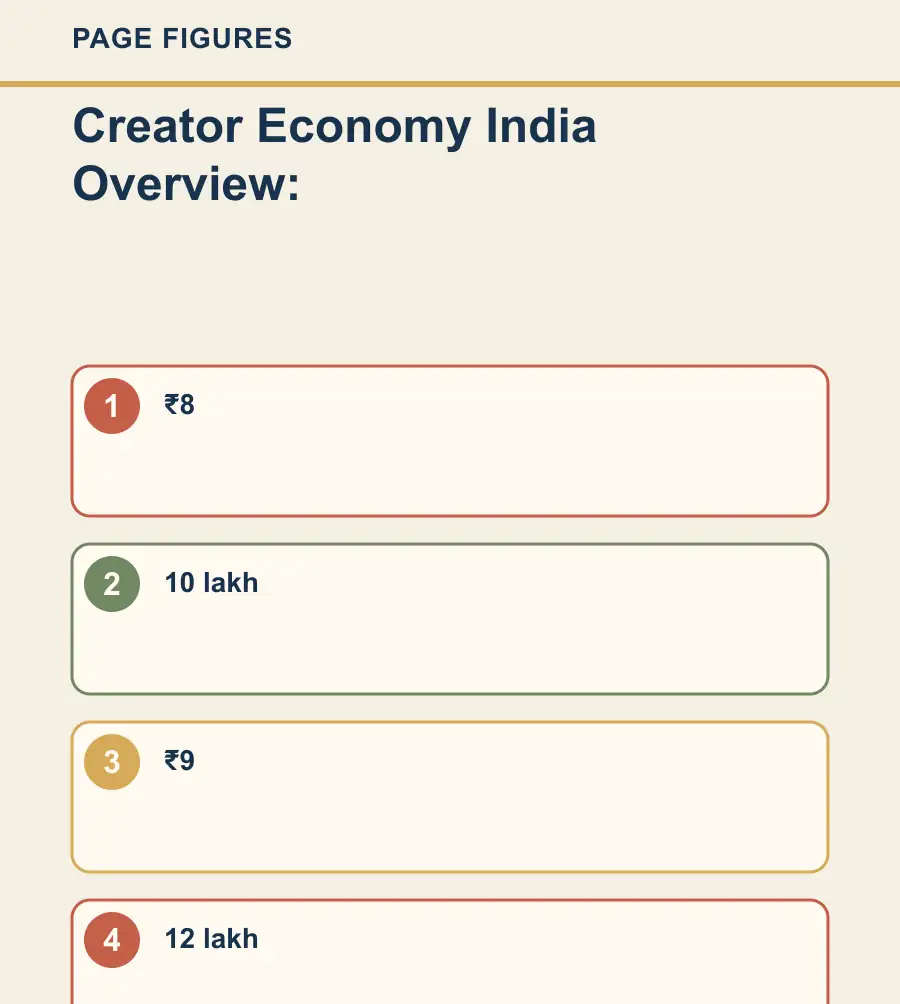 PAGE FIGURES
Creator Economy India
Overview:
1
₹8
2
10 lakh
3
₹9
4
12 lakh